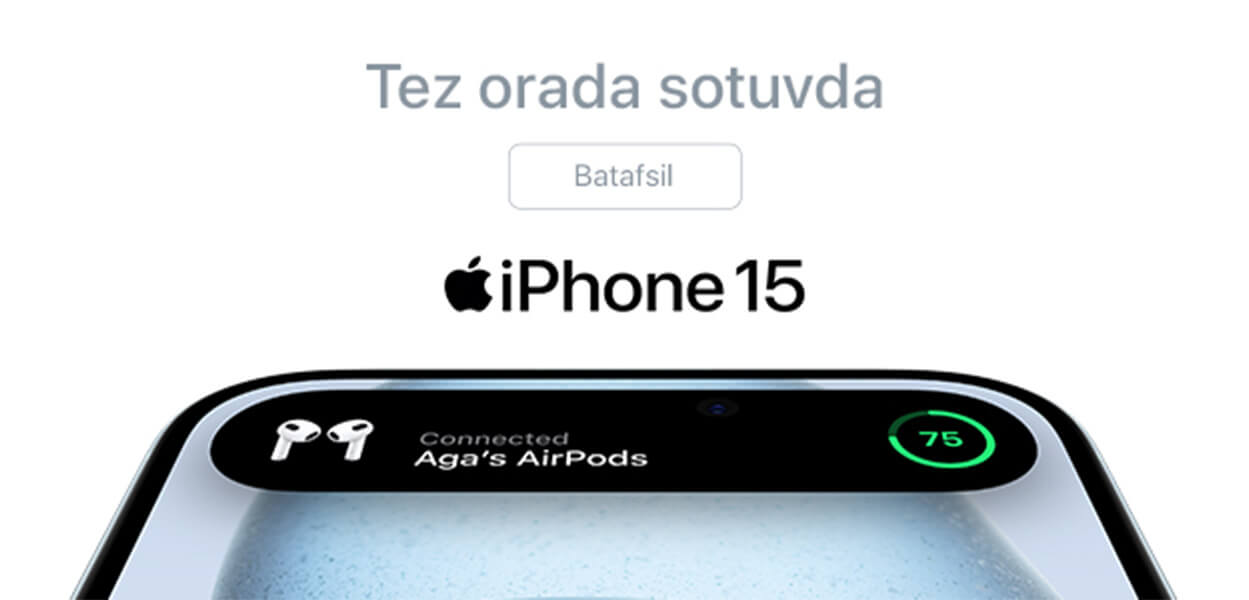 Tez orada sotuvda
Batafsil
iPhone 15
Connected
Aga's AirPods
75